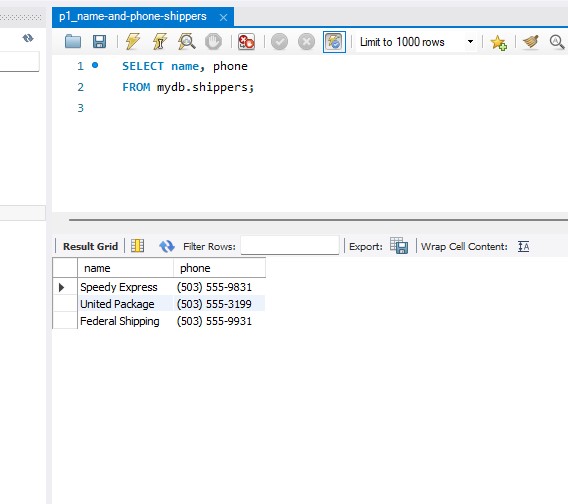 p1_name-and-phone-shippers
Limit to 1000 rows
1 SELECT name, phone
2 FROM mydb.shippers;
3
Result Grid Filter Rows: Export: Wrap Cell Content: IA
name phone
Speedy Express (503) 555-9831
United Package (503) 555-3199
Federal Shipping (503) 555-9931